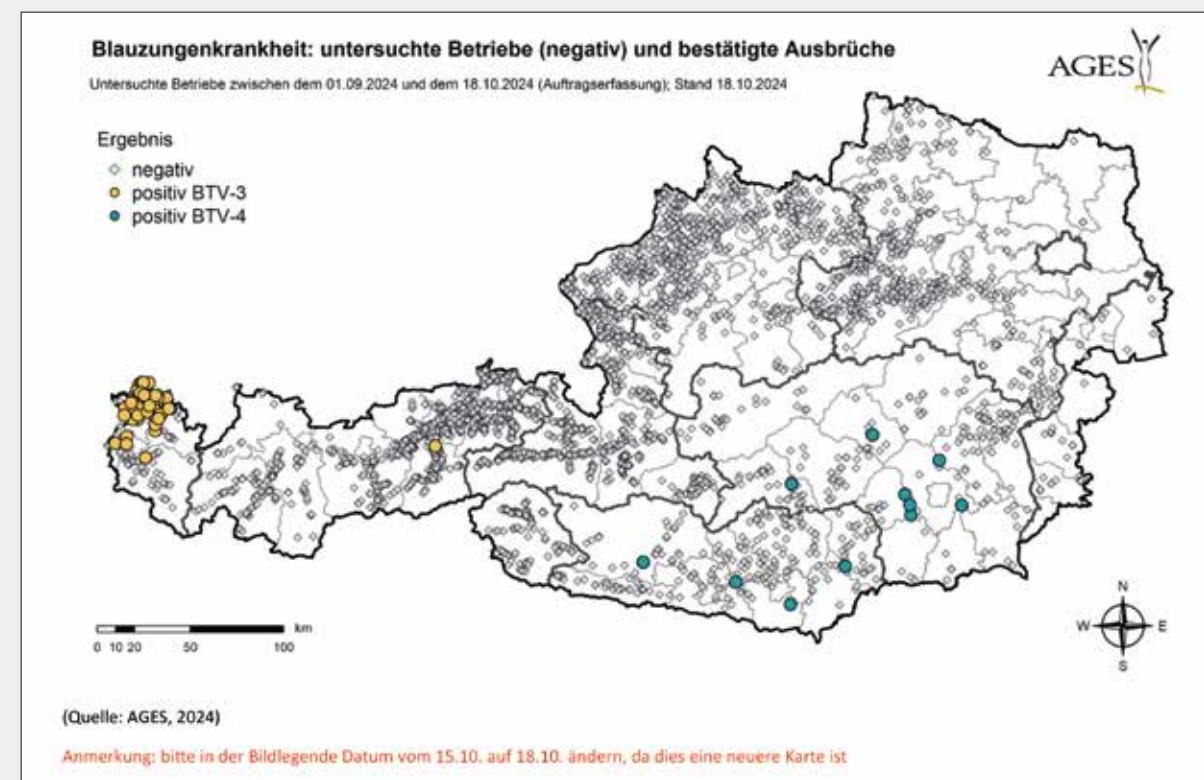 Blauzungenkrankheit: untersuchte Betriebe (negativ) und bestätigte Ausbrüche
AGES
Untersuchte Betriebe zwischen dem 01.09.2024 und dem 18.10.2024 (Auftragserfassung); Stand 18.10.2024
Ergebnis
negativ
positiv BTV-3
positiv BTV-4
km
0 10 20 50 100
N
W E
S
(Quelle: AGES, 2024)
Anmerkung: bitte in der Bildlegende Datum vom 15.10. auf 18.10. ändern, da dies eine neuere Karte ist